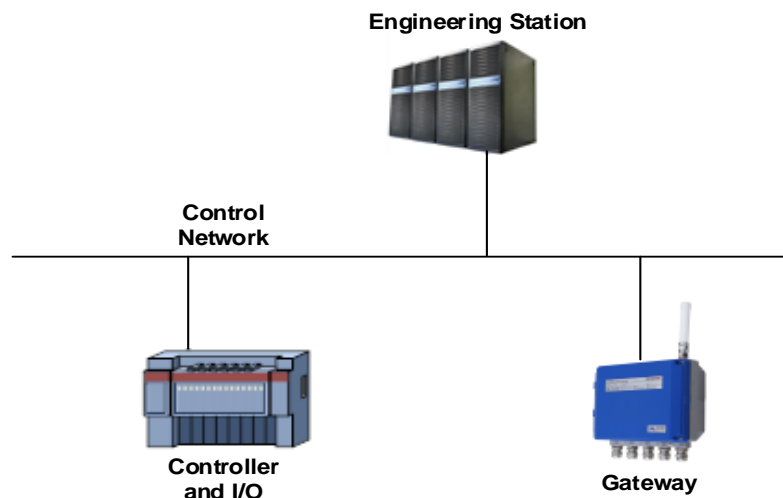 Engineering Station
Control
Network
Controller
and I/O
Gateway